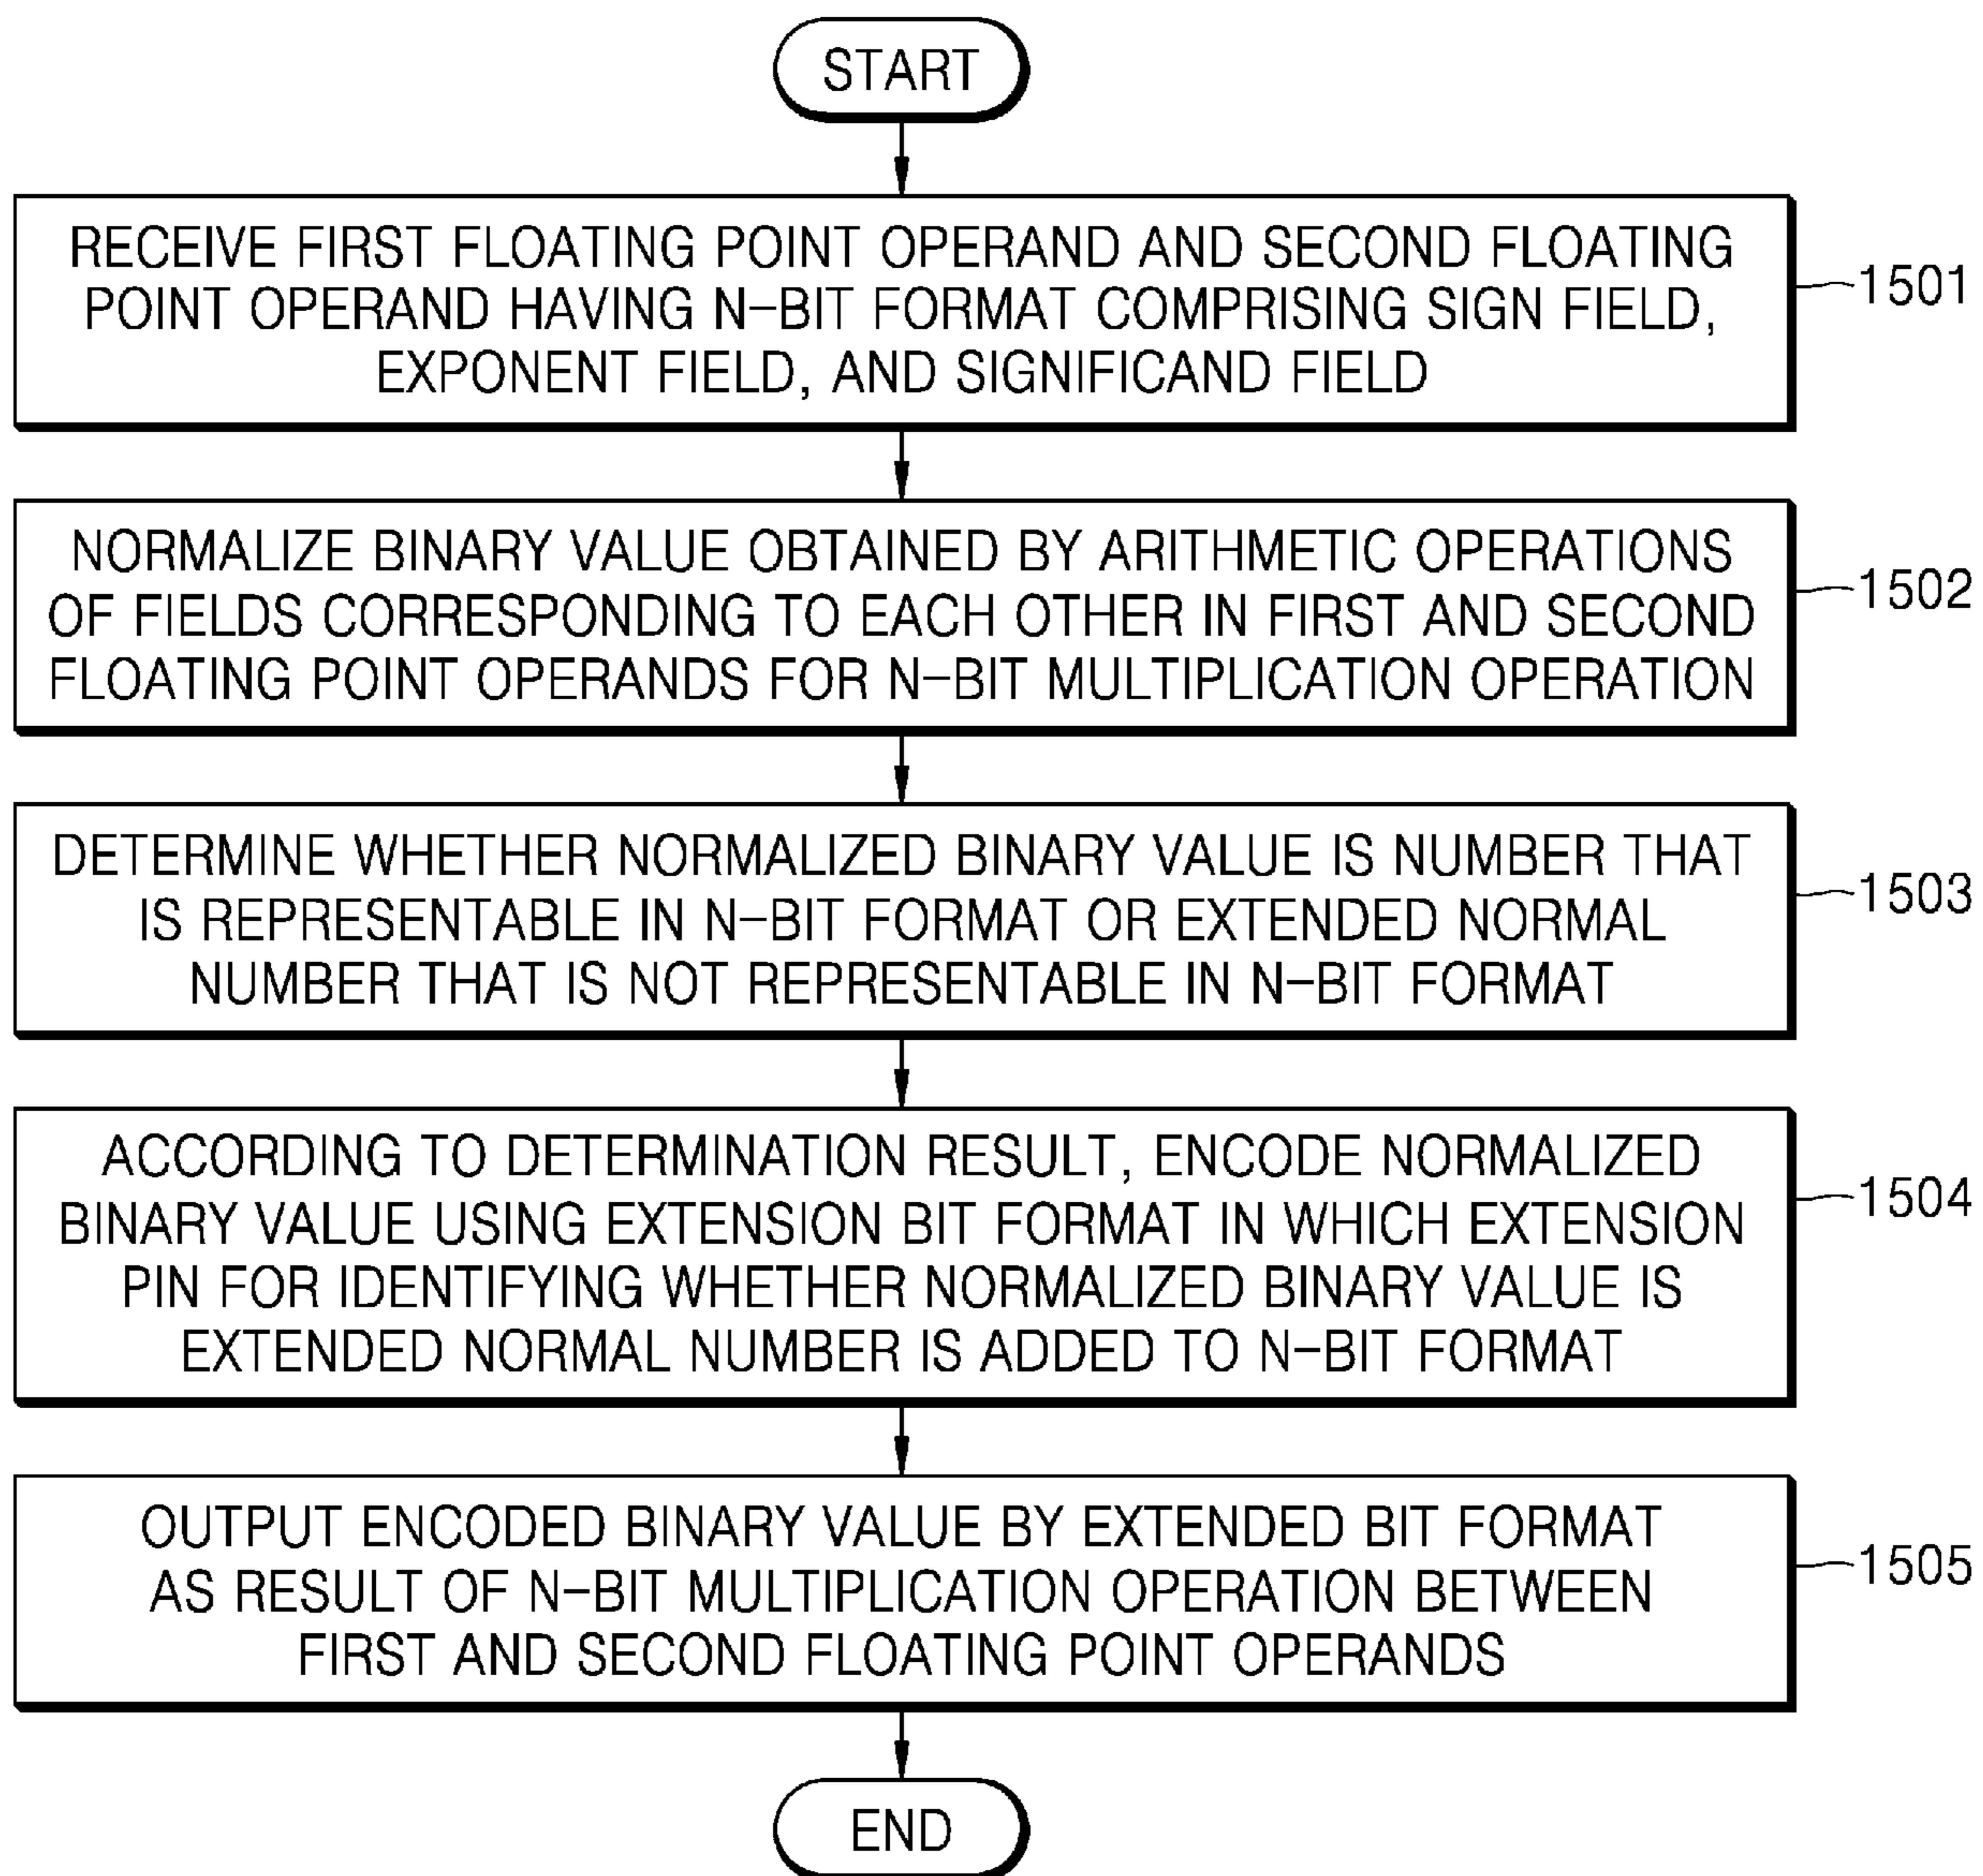 START
RECEIVE FIRST FLOATING POINT OPERAND AND SECOND FLOATING
POINT OPERAND HAVING N-BIT FORMAT COMPRISING SIGN FIELD,
EXPONENT FIELD, AND SIGNIFICAND FIELD
1501
NORMALIZE BINARY VALUE OBTAINED BY ARITHMETIC OPERATIONS
OF FIELDS CORRESPONDING TO EACH OTHER IN FIRST AND SECOND
FLOATING POINT OPERANDS FOR N-BIT MULTIPLICATION OPERATION
1502
DETERMINE WHETHER NORMALIZED BINARY VALUE IS NUMBER THAT
IS REPRESENTABLE IN N-BIT FORMAT OR EXTENDED NORMAL
NUMBER THAT IS NOT REPRESENTABLE IN N-BIT FORMAT
1503
ACCORDING TO DETERMINATION RESULT, ENCODE NORMALIZED
BINARY VALUE USING EXTENSION BIT FORMAT IN WHICH EXTENSION
PIN FOR IDENTIFYING WHETHER NORMALIZED BINARY VALUE IS
EXTENDED NORMAL NUMBER IS ADDED TO N-BIT FORMAT
1504
OUTPUT ENCODED BINARY VALUE BY EXTENDED BIT FORMAT
AS RESULT OF N-BIT MULTIPLICATION OPERATION BETWEEN
FIRST AND SECOND FLOATING POINT OPERANDS
1505
END